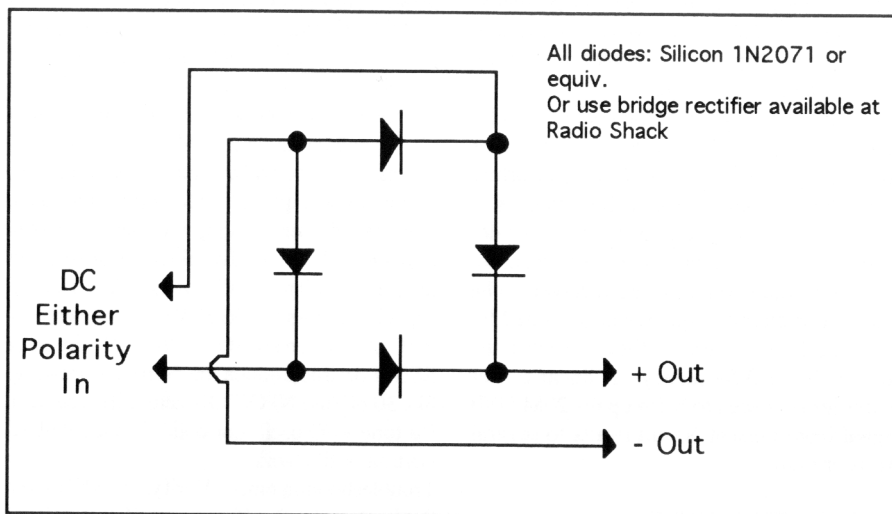 All diodes: Silicon 1N2071 or
equiv.
Or use bridge rectifier available at
Radio Shack
DC
Either
Polarity
In
+ Out
- Out